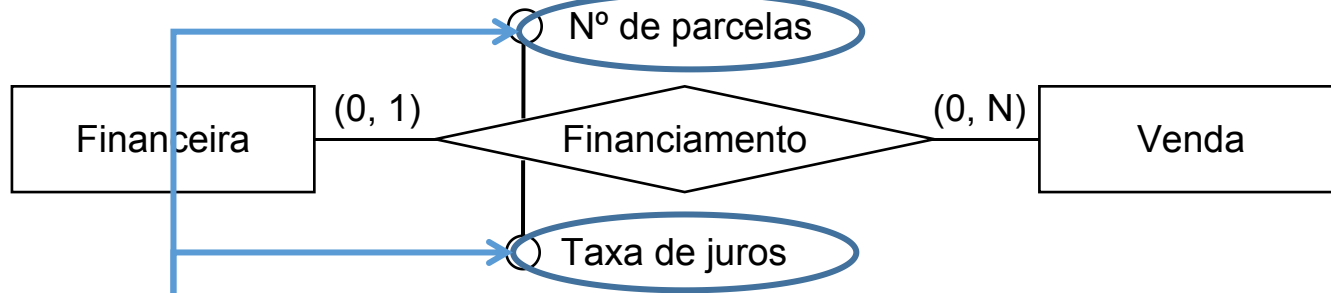 Nº de parcelas
(0, 1)
(0, N)
Financeira
Financiamento
Venda
Taxa de juros